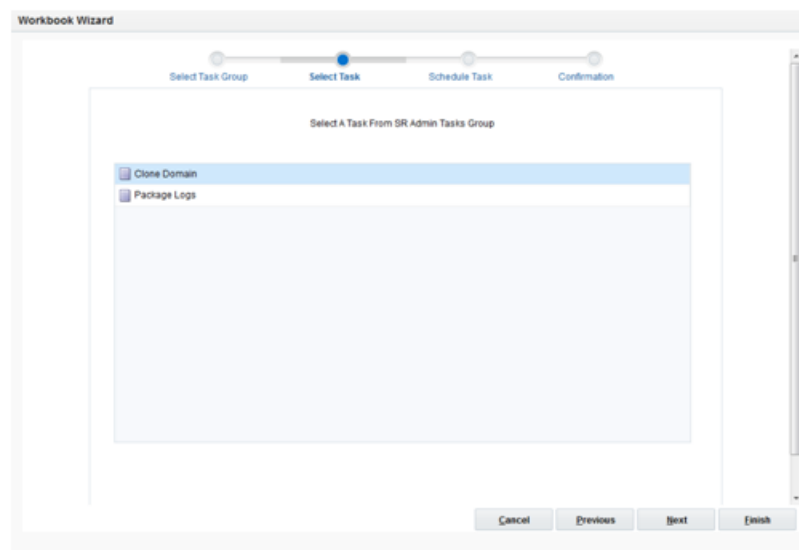 Workbook Wizard
Select Task Group Select Task Schedule Task Confirmation
Select A Task From SR Admin Tasks Group
Clone Domain
Package Logs
Cancel Previous Next Finish